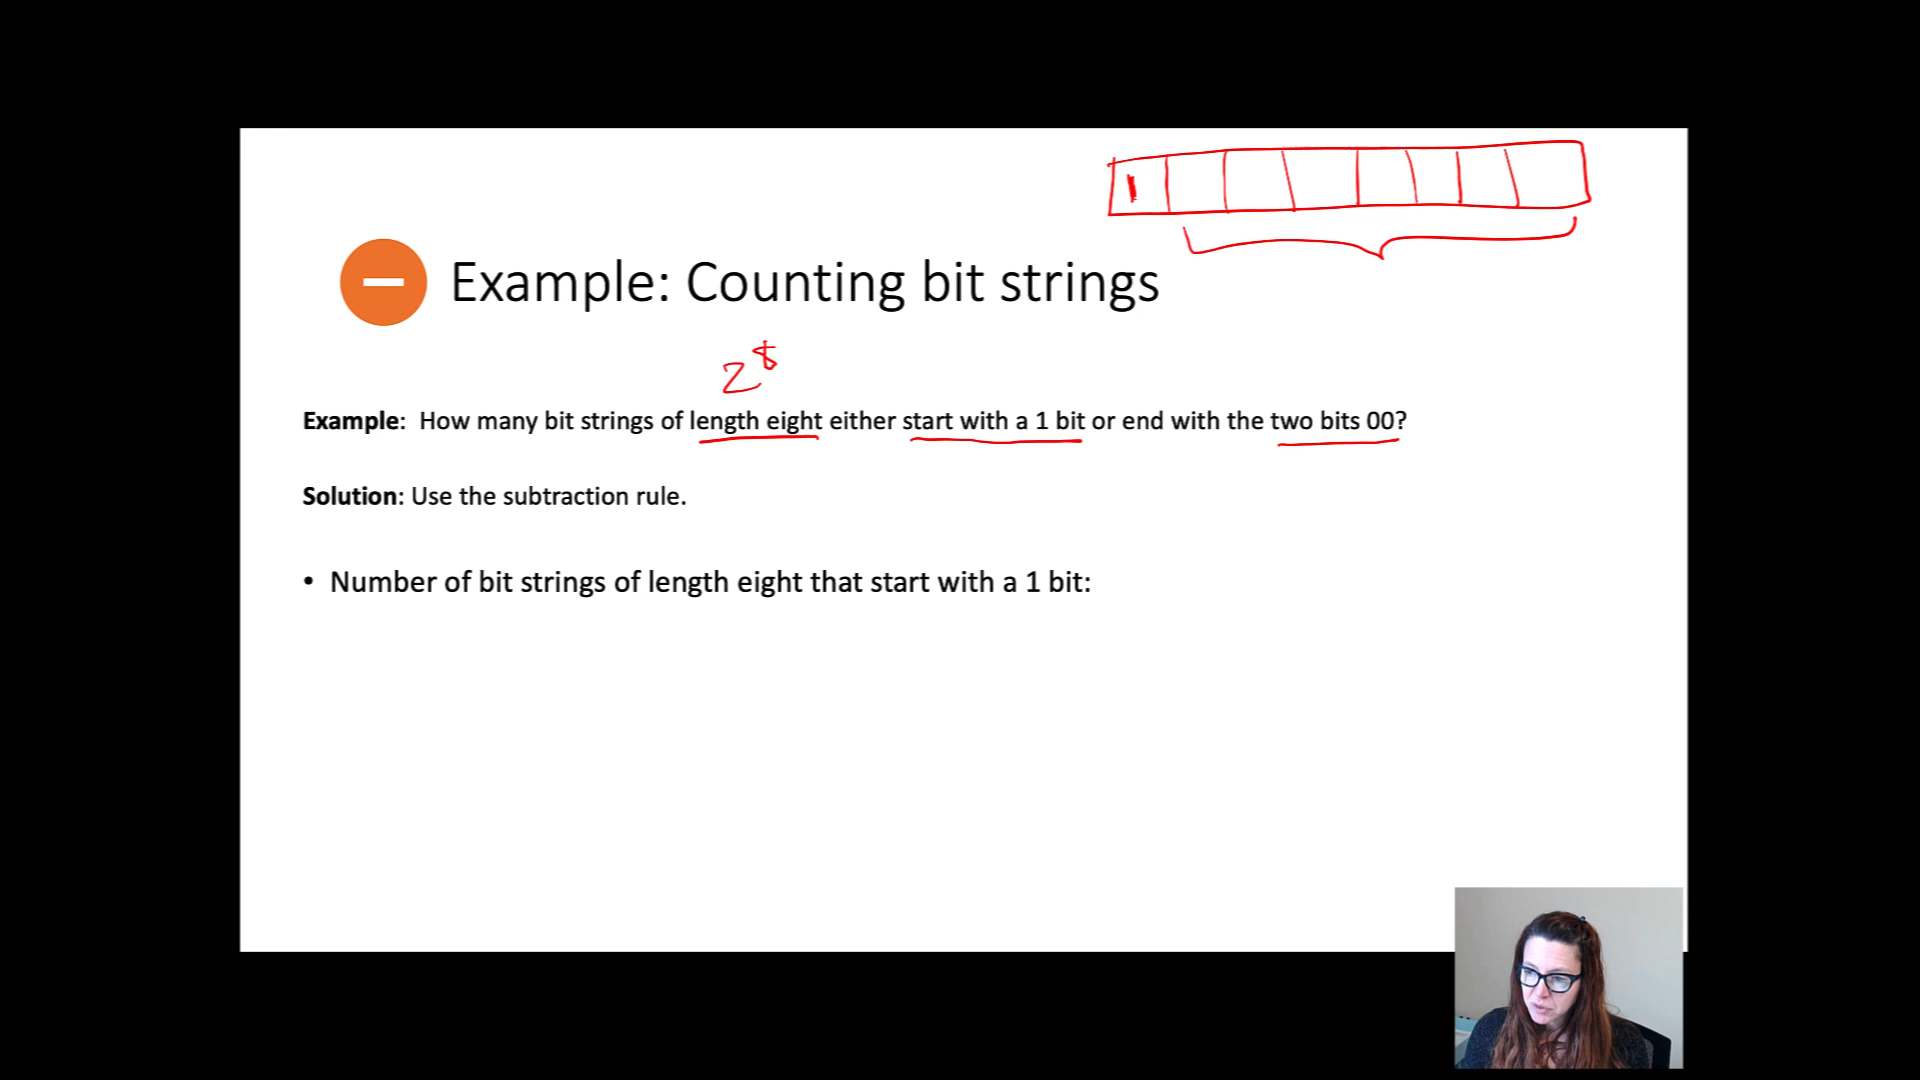 1
Example: Counting bit strings
2^8
Example: How many bit strings of length eight either start with a 1 bit or end with the two bits 00?
Solution: Use the subtraction rule.
• Number of bit strings of length eight that start with a 1 bit: